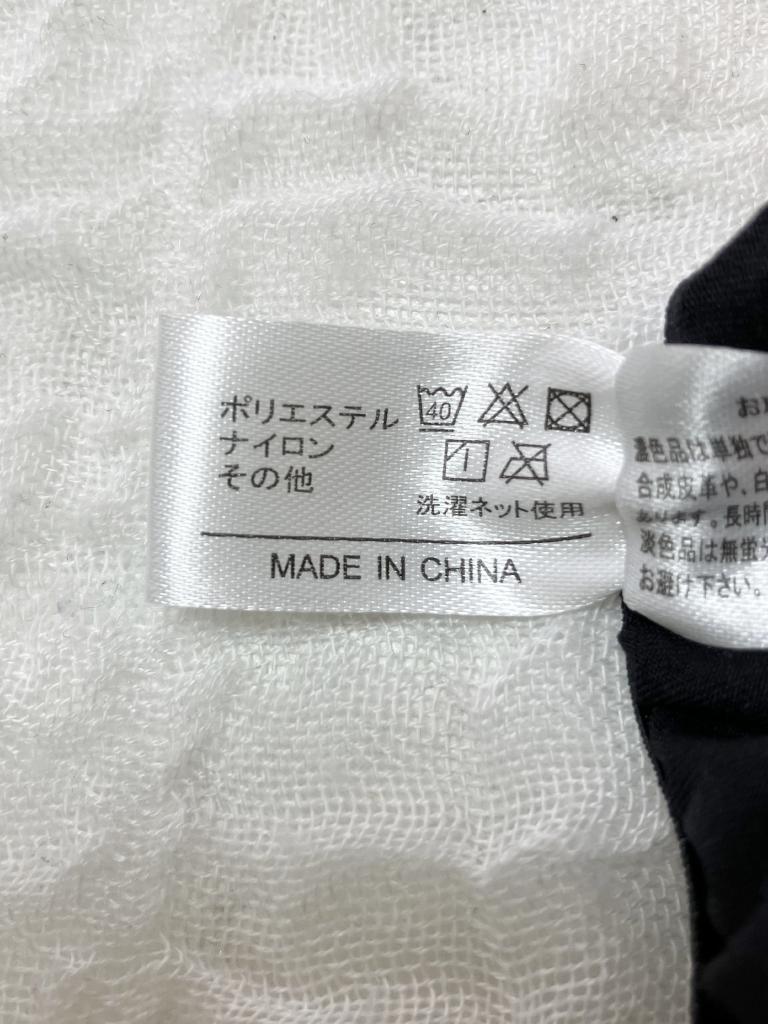 ポリエステル
ナイロン
その他
40
洗濯ネット使用
MADE IN CHINA
濃色品は単独で
合成皮革や、白
あります。長時間
淡色品は無蛍光
お避け下さい。